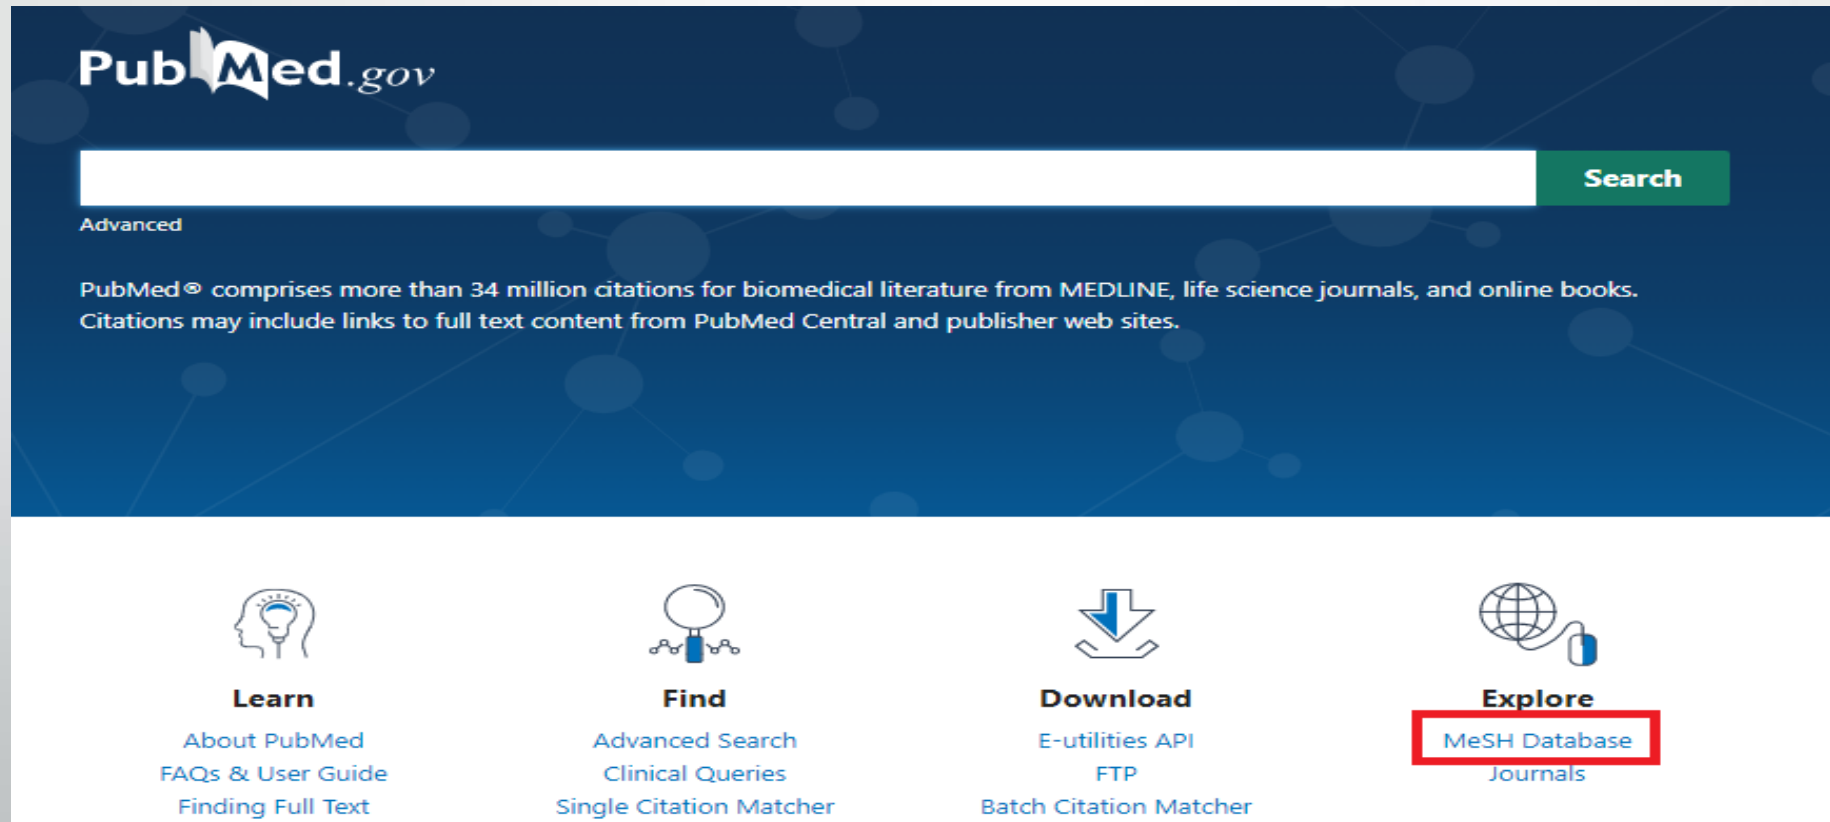 PubMed.gov
Search
Advanced
PubMed® comprises more than 34 million citations for biomedical literature from MEDLINE, life science journals, and online books.
Citations may include links to full text content from PubMed Central and publisher web sites.
Learn
About PubMed
FAQs & User Guide
Finding Full Text
Find
Advanced Search
Clinical Queries
Single Citation Matcher
Download
E-utilities API
FTP
Batch Citation Matcher
Explore
MeSH Database
Journals